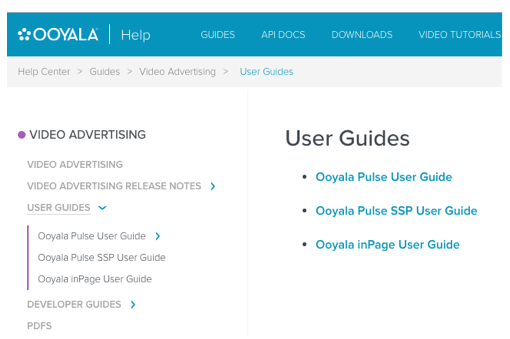 OOYALA Help GUIDES API DOCS DOWNLOADS VIDEO TUTORIALS
Help Center > Guides > Video Advertising > User Guides
VIDEO ADVERTISING
VIDEO ADVERTISING
VIDEO ADVERTISING RELEASE NOTES >
USER GUIDES
Ooyala Pulse User Guide >
Ooyala Pulse SSP User Guide
Ooyala inPage User Guide
DEVELOPER GUIDES >
PDFS
User Guides
• Ooyala Pulse User Guide
• Ooyala Pulse SSP User Guide
• Ooyala inPage User Guide